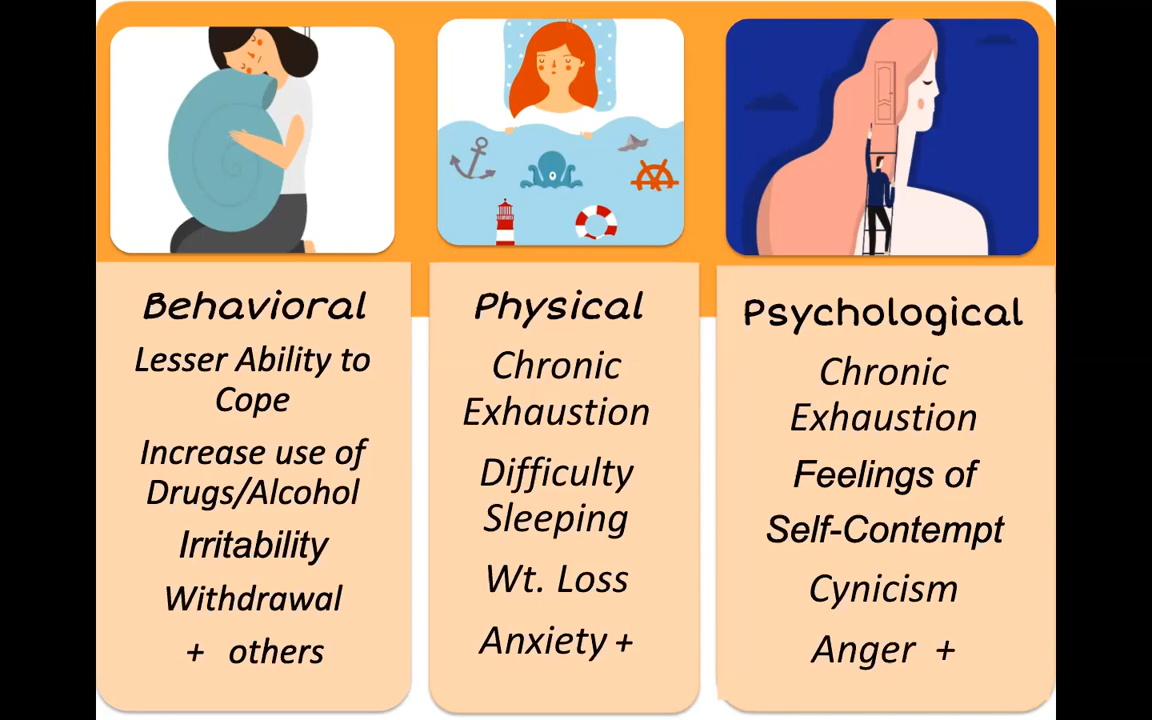 Behavioral
Lesser Ability to
Cope
Increase use of
Drugs/Alcohol
Irritability
Withdrawal
+ others
Physical
Chronic
Exhaustion
Difficulty
Sleeping
Wt. Loss
Anxiety +
Psychological
Chronic
Exhaustion
Feelings of
Self-Contempt
Cynicism
Anger +